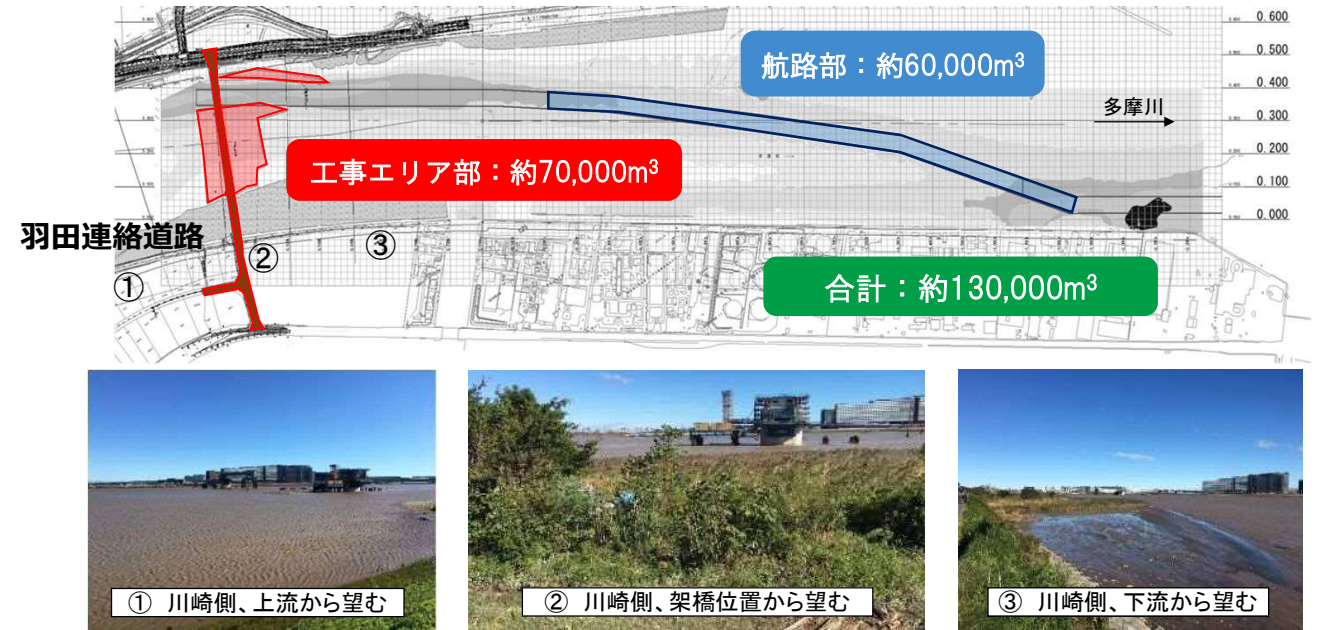 0.600
0.500
航路部：約60,000m³
0.400
多摩川
0.300
工事エリア部：約70,000m³
0.200
0.100
0.000
羽田連絡道路
①
②
③
合計：約130,000m³
① 川崎側、上流から望む
② 川崎側、架橋位置から望む
③ 川崎側、下流から望む